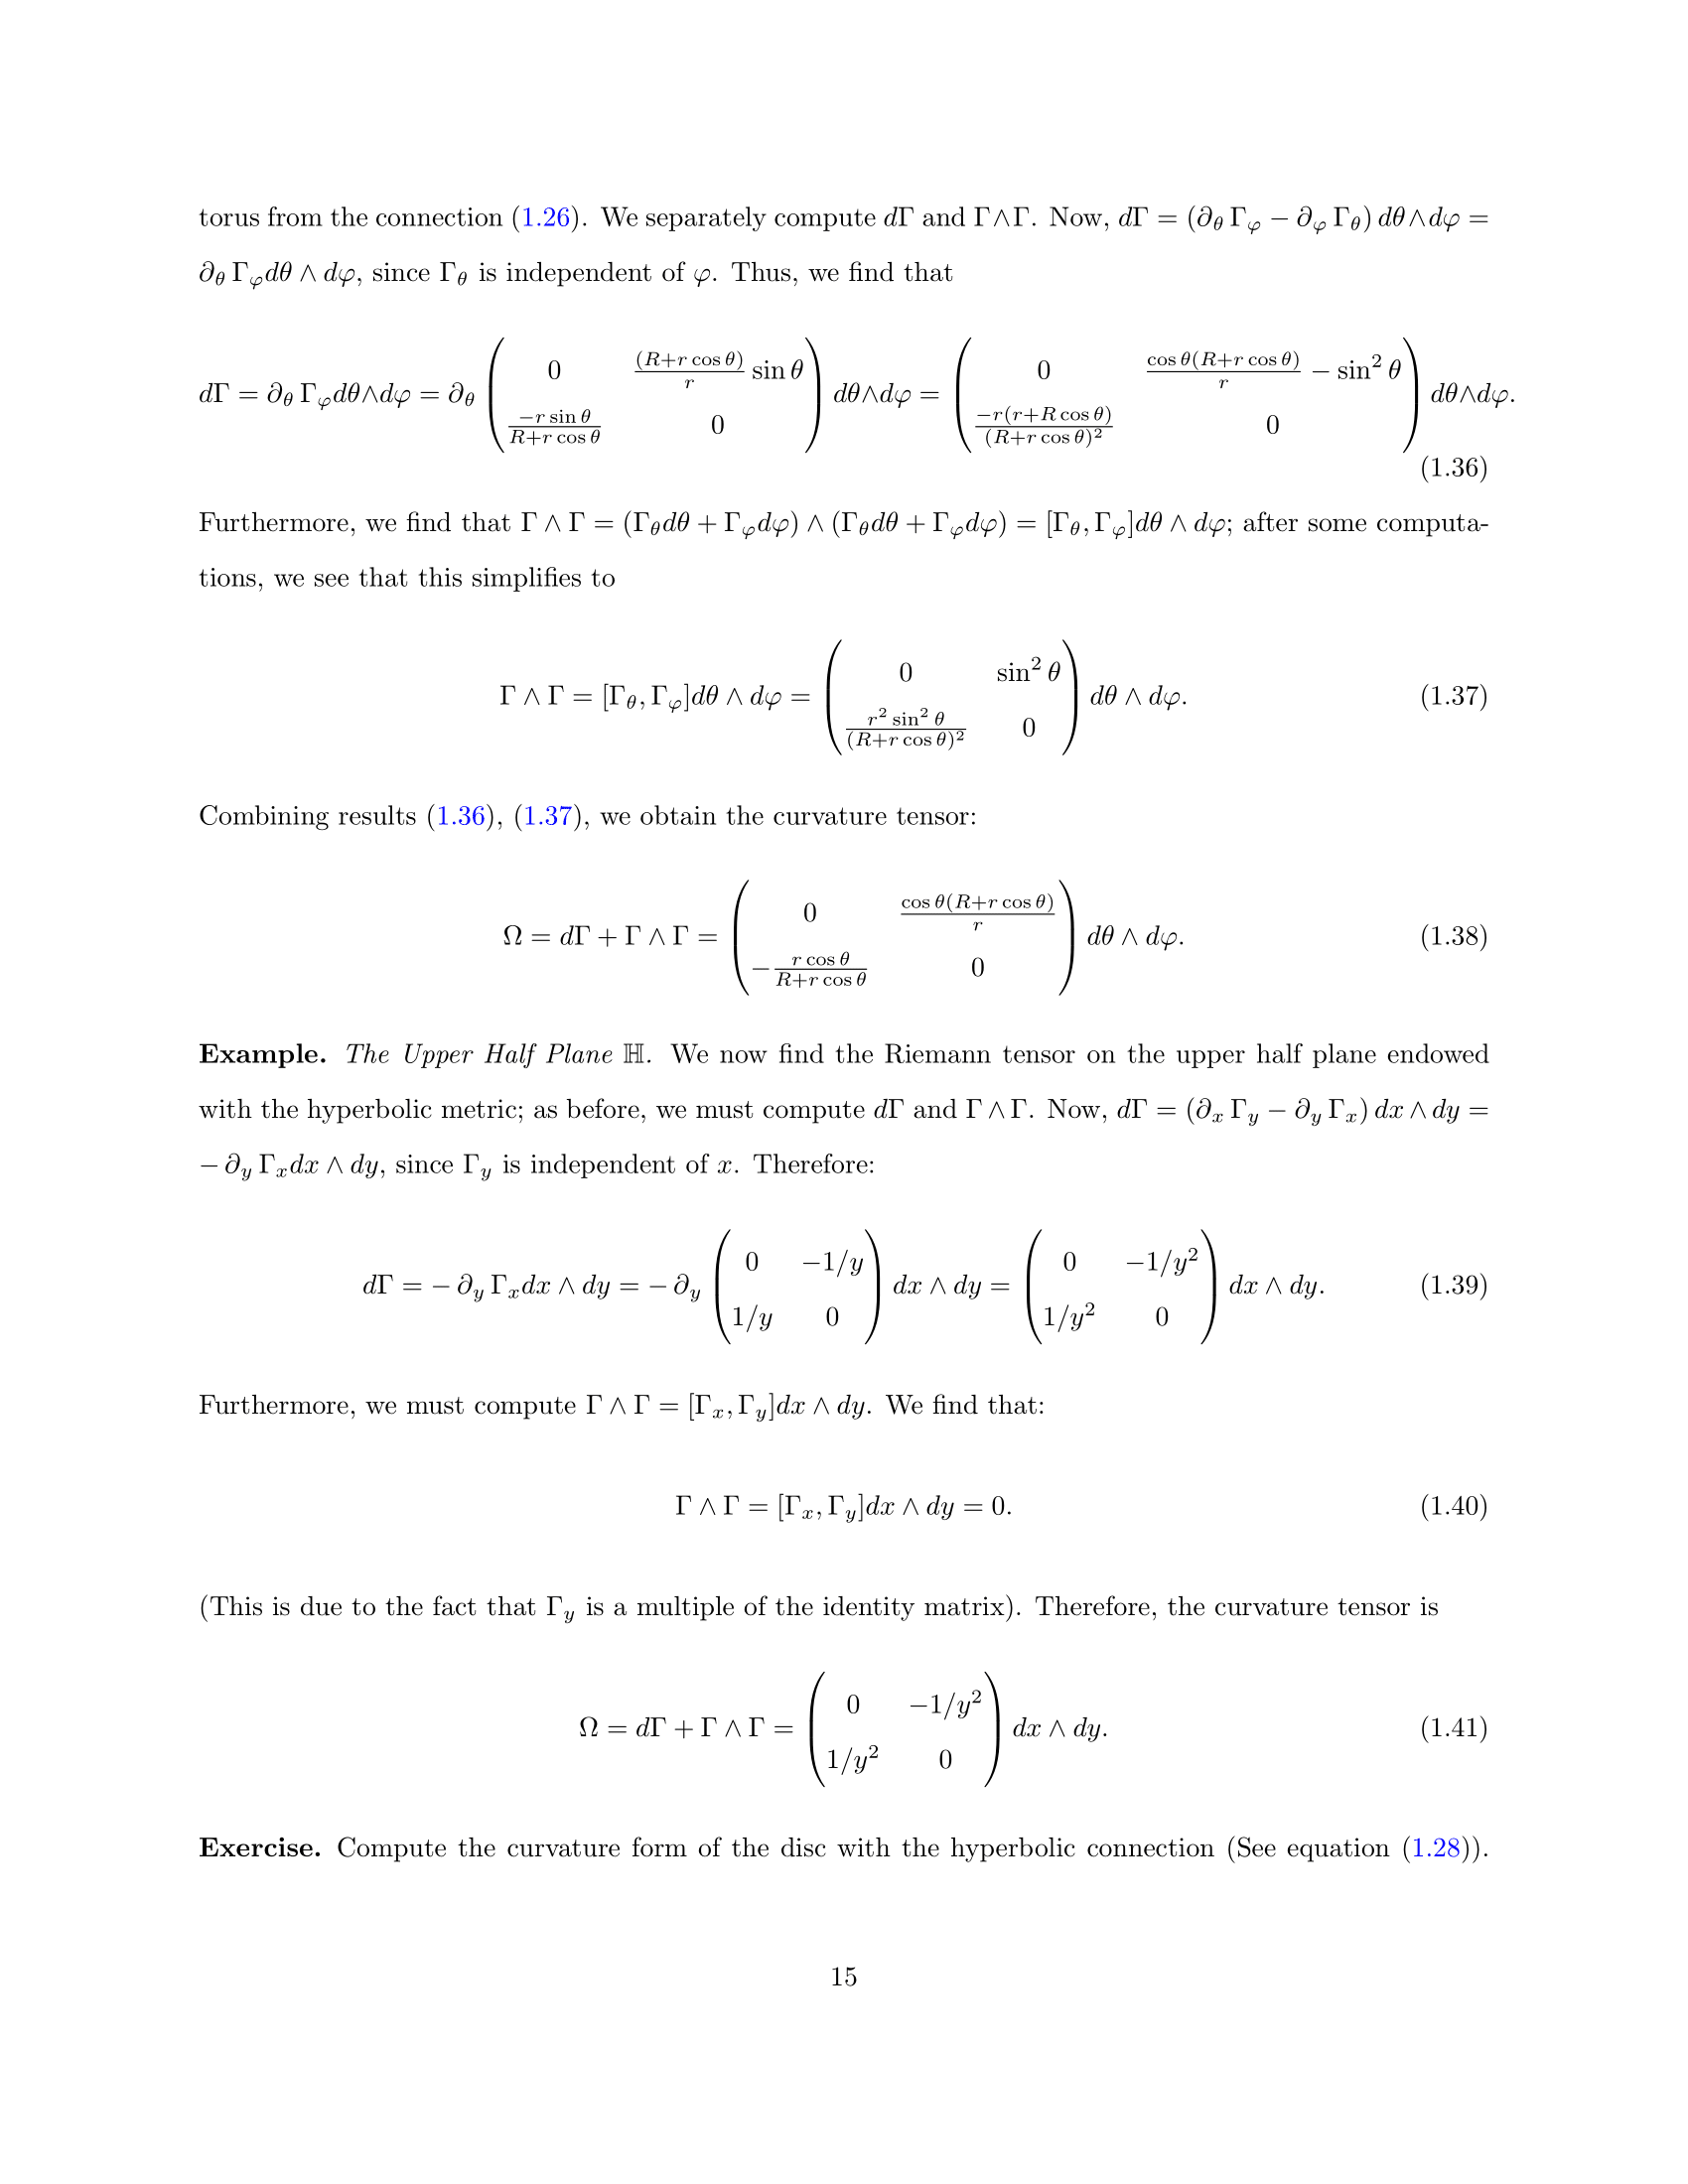 torus from the connection (1.26). We separately compute $d\Gamma$ and $\Gamma \wedge \Gamma$. Now, $d\Gamma = (\partial_\theta \Gamma_\varphi - \partial_\varphi \Gamma_\theta)\, d\theta \wedge d\varphi =$
$\partial_\theta \Gamma_\varphi d\theta \wedge d\varphi$, since $\Gamma_\theta$ is independent of $\varphi$. Thus, we find that
$d\Gamma = \partial_\theta \Gamma_\varphi d\theta \wedge d\varphi = \partial_\theta \begin{pmatrix} 0 & \frac{(R+r\cos\theta)}{r} \sin\theta \\ \frac{-r\sin\theta}{R+r\cos\theta} & 0 \end{pmatrix} d\theta \wedge d\varphi = \begin{pmatrix} 0 & \frac{\cos\theta(R+r\cos\theta)}{r} - \sin^2\theta \\ \frac{-r(r+R\cos\theta)}{(R+r\cos\theta)^2} & 0 \end{pmatrix} d\theta \wedge d\varphi.$
(1.36)
Furthermore, we find that $\Gamma \wedge \Gamma = (\Gamma_\theta d\theta + \Gamma_\varphi d\varphi) \wedge (\Gamma_\theta d\theta + \Gamma_\varphi d\varphi) = [\Gamma_\theta, \Gamma_\varphi] d\theta \wedge d\varphi$; after some computa-
tions, we see that this simplifies to
$\Gamma \wedge \Gamma = [\Gamma_\theta, \Gamma_\varphi] d\theta \wedge d\varphi = \begin{pmatrix} 0 & \sin^2\theta \\ \frac{r^2\sin^2\theta}{(R+r\cos\theta)^2} & 0 \end{pmatrix} d\theta \wedge d\varphi.$ (1.37)
Combining results (1.36), (1.37), we obtain the curvature tensor:
$\Omega = d\Gamma + \Gamma \wedge \Gamma = \begin{pmatrix} 0 & \frac{\cos\theta(R+r\cos\theta)}{r} \\ -\frac{r\cos\theta}{R+r\cos\theta} & 0 \end{pmatrix} d\theta \wedge d\varphi.$ (1.38)
Example. The Upper Half Plane $\mathbb{H}$. We now find the Riemann tensor on the upper half plane endowed
with the hyperbolic metric; as before, we must compute $d\Gamma$ and $\Gamma \wedge \Gamma$. Now, $d\Gamma = (\partial_x \Gamma_y - \partial_y \Gamma_x)\, dx \wedge dy =$
$- \partial_y \Gamma_x dx \wedge dy$, since $\Gamma_y$ is independent of $x$. Therefore:
$d\Gamma = - \partial_y \Gamma_x dx \wedge dy = - \partial_y \begin{pmatrix} 0 & -1/y \\ 1/y & 0 \end{pmatrix} dx \wedge dy = \begin{pmatrix} 0 & -1/y^2 \\ 1/y^2 & 0 \end{pmatrix} dx \wedge dy.$ (1.39)
Furthermore, we must compute $\Gamma \wedge \Gamma = [\Gamma_x, \Gamma_y] dx \wedge dy$. We find that:
$\Gamma \wedge \Gamma = [\Gamma_x, \Gamma_y] dx \wedge dy = 0.$ (1.40)
(This is due to the fact that $\Gamma_y$ is a multiple of the identity matrix). Therefore, the curvature tensor is
$\Omega = d\Gamma + \Gamma \wedge \Gamma = \begin{pmatrix} 0 & -1/y^2 \\ 1/y^2 & 0 \end{pmatrix} dx \wedge dy.$ (1.41)
Exercise. Compute the curvature form of the disc with the hyperbolic connection (See equation (1.28)).
15